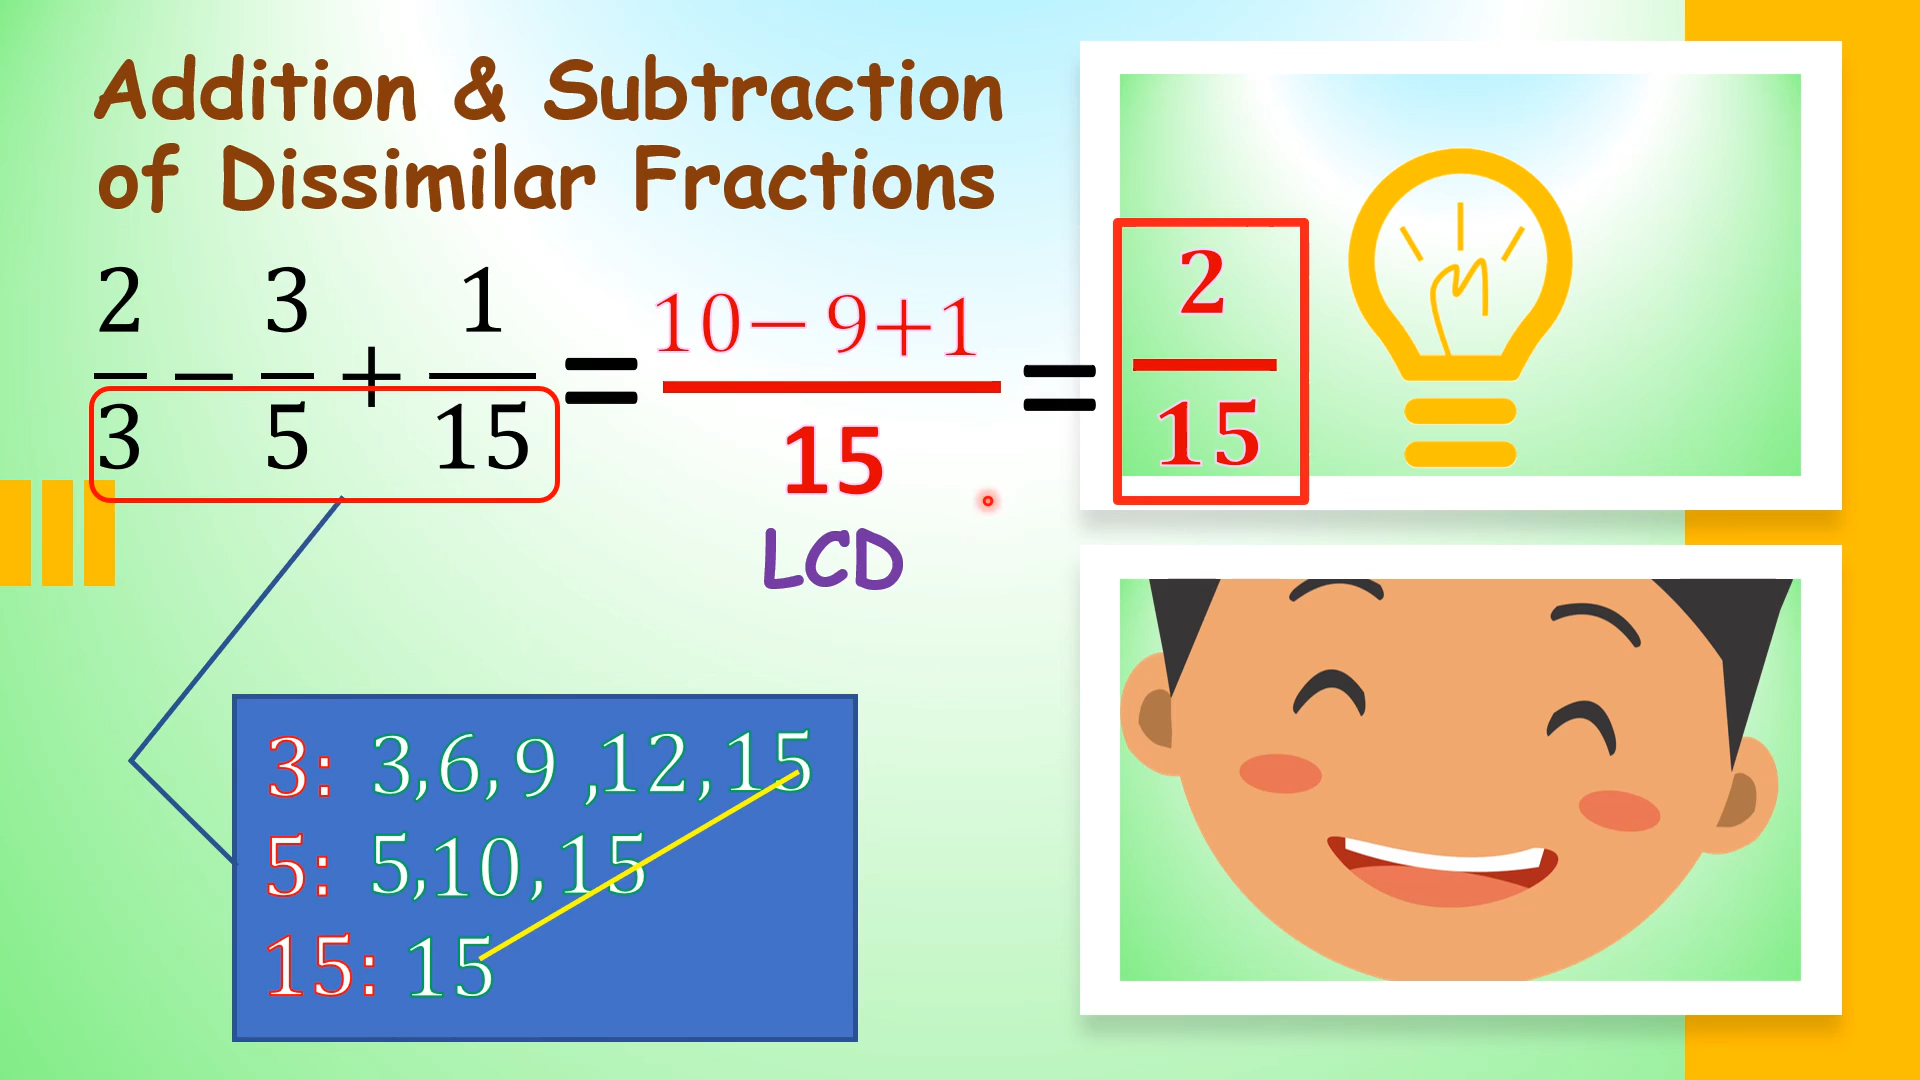 Addition & Subtraction
of Dissimilar Fractions
2/3 − 3/5 + 1/15 = 10− 9+1/15 = 2/15
LCD
3: 3,6,9 ,12,15
5: 5,10,15
15: 15